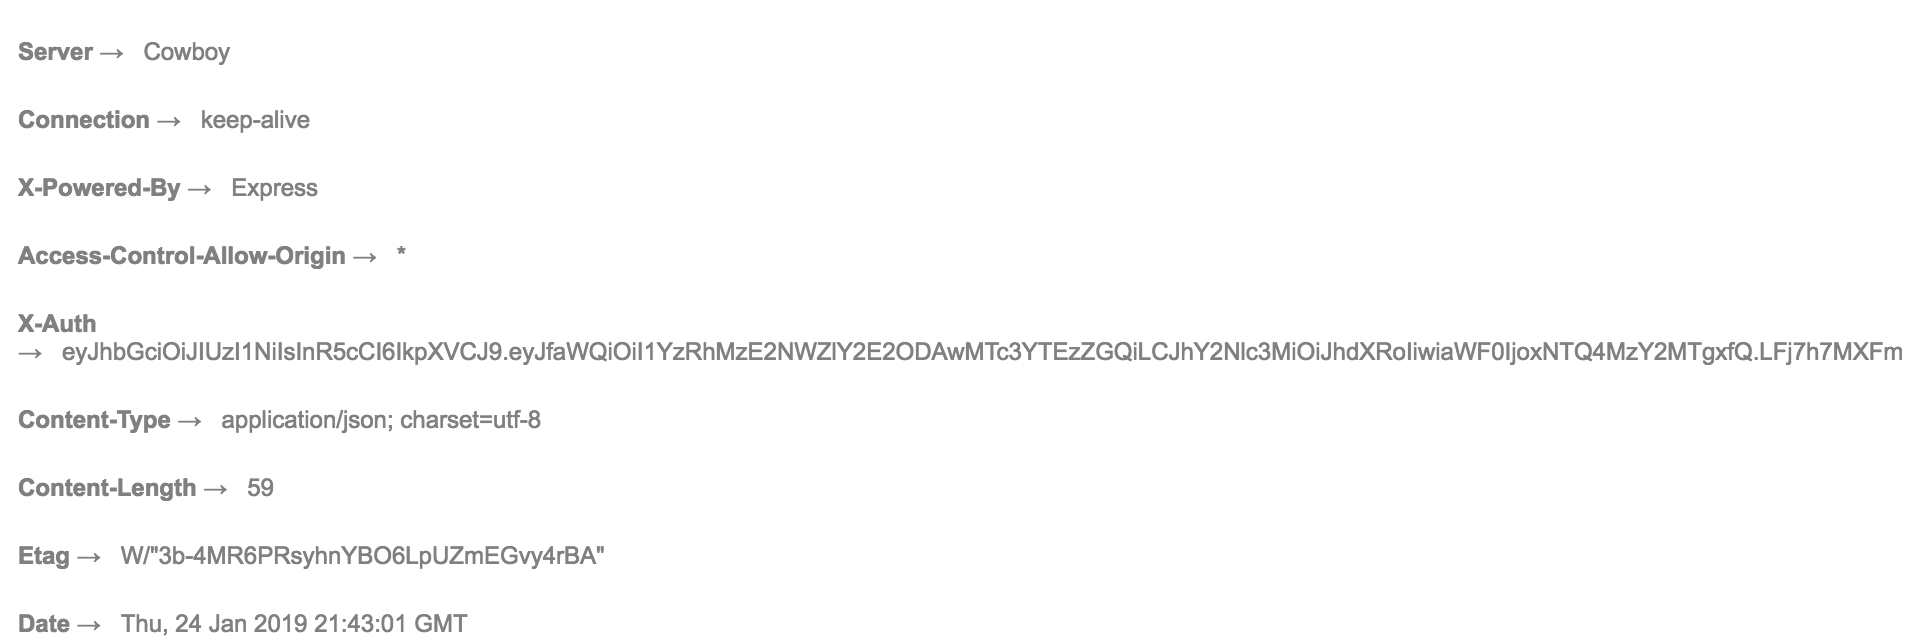 Server → Cowboy
Connection → keep-alive
X-Powered-By → Express
Access-Control-Allow-Origin → *
X-Auth
→ eyJhbGciOiJIUzI1NiIsInR5cCI6IkpXVCJ9.eyJfaWQiOiI1YzRhMzE2NWZlY2E2ODAwMTc3YTEzZGQiLCJhY2Nlc3MiOiJhdXRoIiwiaWF0IjoxNTQ4MzY2MTgxfQ.LFj7h7MXFm
Content-Type → application/json; charset=utf-8
Content-Length → 59
Etag → W/"3b-4MR6PRsyhnYBO6LpUZmEGvy4rBA"
Date → Thu, 24 Jan 2019 21:43:01 GMT